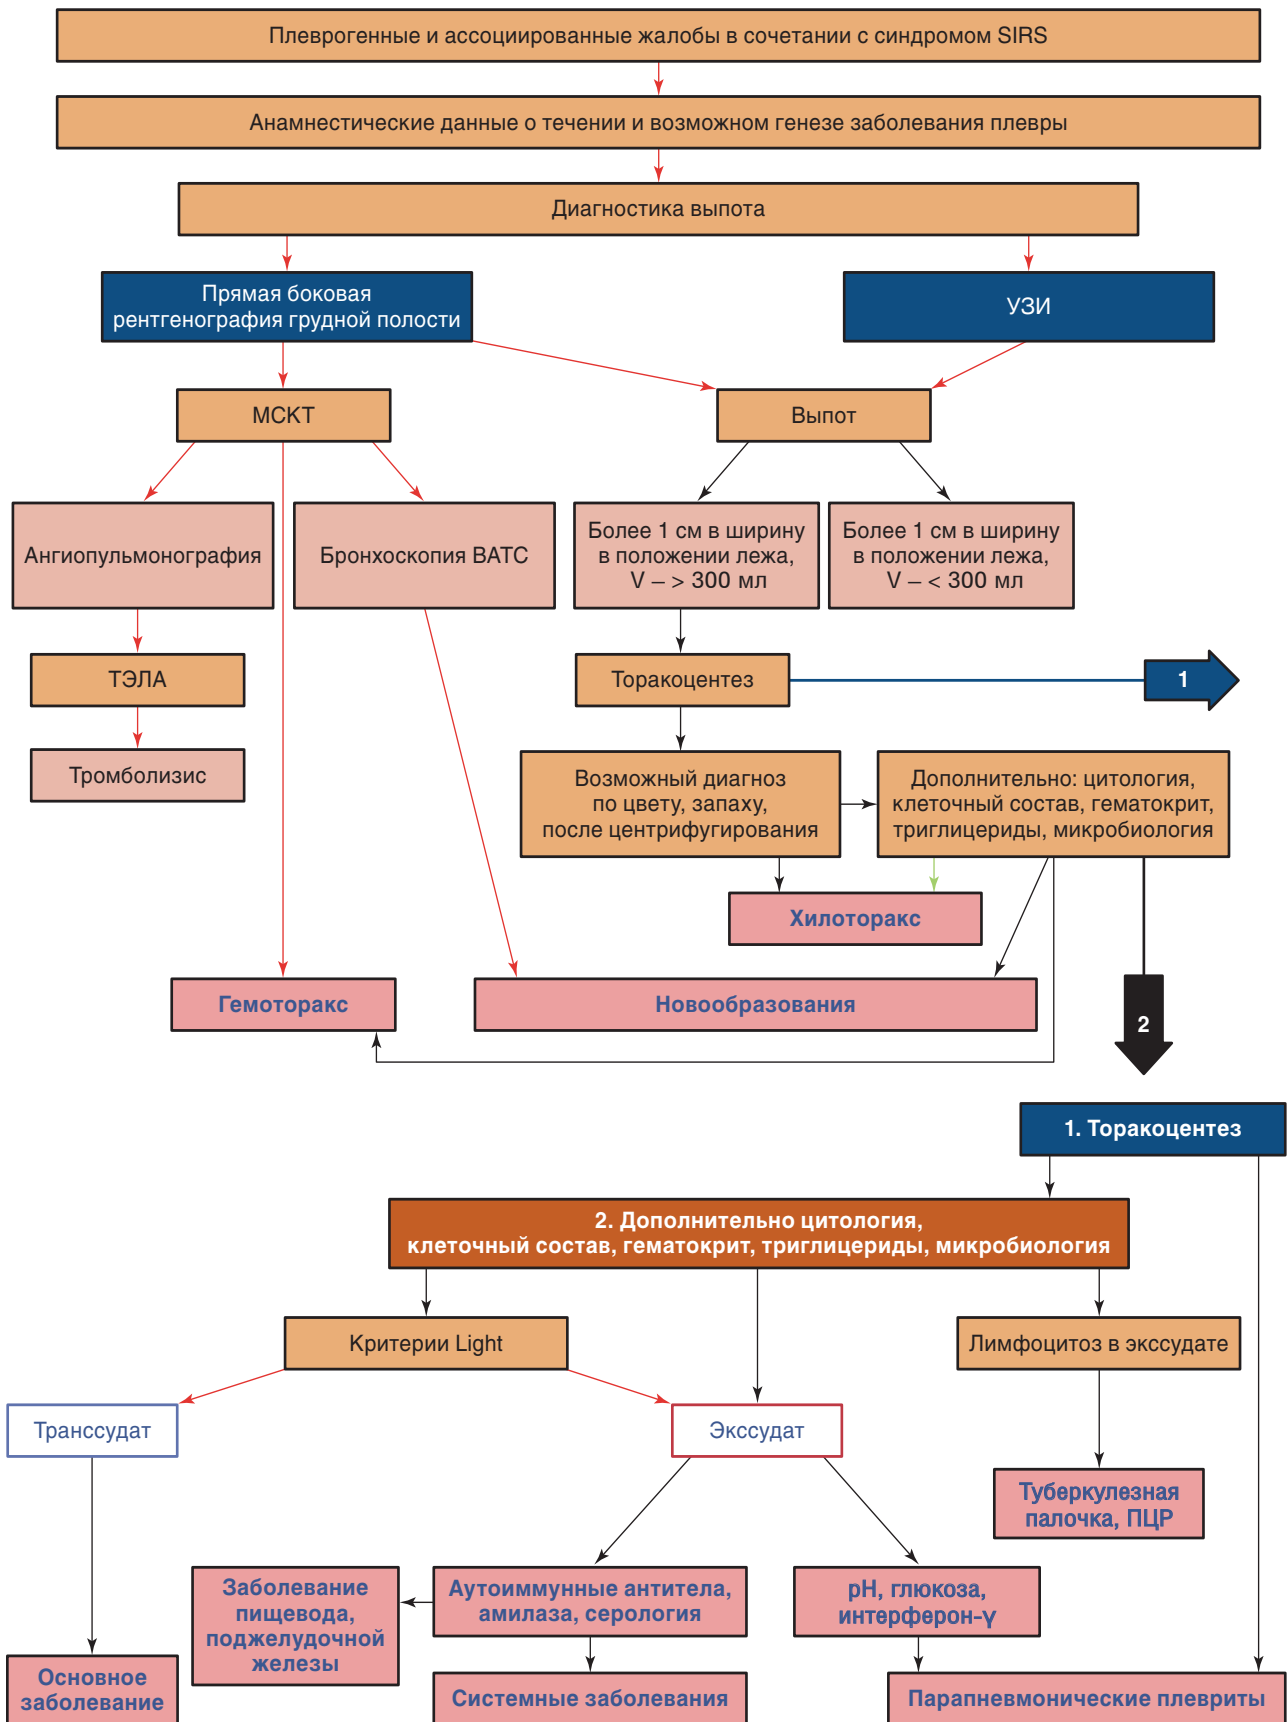 Плеврогенные и ассоциированные жалобы в сочетании с синдромом SIRS
Анамнестические данные о течении и возможном генезе заболевания плевры
Диагностика выпота
Прямая боковая
рентгенография грудной полости
УЗИ
МСКТ
Выпот
Ангиопульмонография
Бронхоскопия ВАТС
Более 1 см в ширину
в положении лежа,
V – > 300 мл
Более 1 см в ширину
в положении лежа,
V – < 300 мл
ТЭЛА
Торакоцентез
1
Тромболизис
Возможный диагноз
по цвету, запаху,
после центрифугирования
Дополнительно: цитология,
клеточный состав, гематокрит,
триглицериды, микробиология
Хилоторакс
Гемоторакс
Новообразования
2
1. Торакоцентез
2. Дополнительно цитология,
клеточный состав, гематокрит, триглицериды, микробиология
Критерии Light
Лимфоцитоз в экссудате
Транссудат
Экссудат
Туберкулезная
палочка, ПЦР
Заболевание
пищевода,
поджелудочной
железы
Аутоиммунные антитела,
амилаза, серология
pH, глюкоза,
интерферон-γ
Основное
заболевание
Системные заболевания
Парапневмонические плевриты